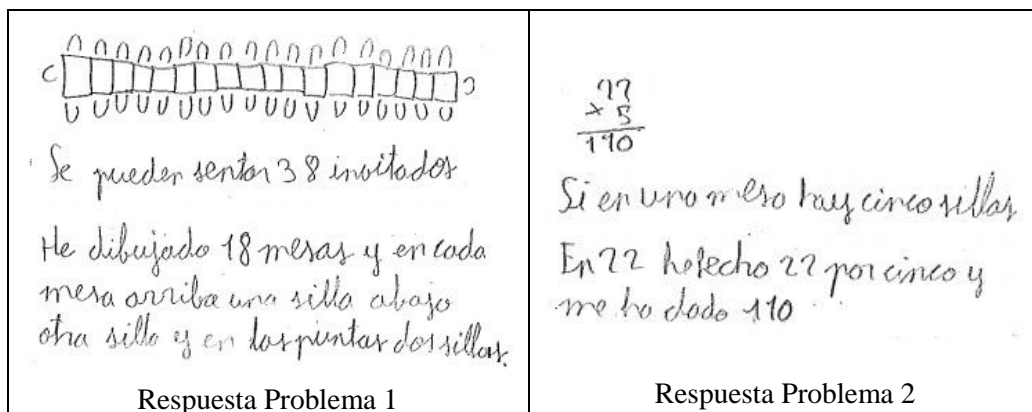 Se pueden sentar 38 invitados
He dibujado 18 mesas y en cada
mesa arriba una silla abajo
otra silla y en las puntas dos sillas.
Respuesta Problema 1
22
× 5
110
Si en una mesa hay cinco sillas
En 22 he hecho 22 por cinco y
me ha dado 110
Respuesta Problema 2